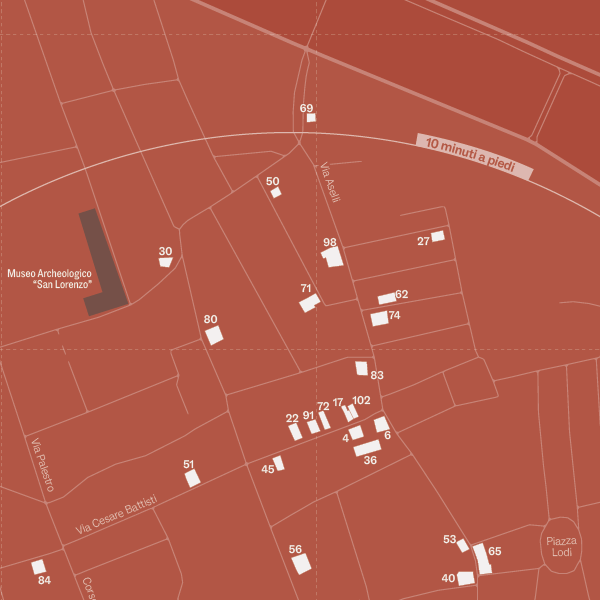 69
10 minuti a piedi
50
Via Aselli
27
98
30
Museo Archeologico
“San Lorenzo”
71
62
74
80
83
17
102
72
91
22
6
4
36
45
51
Via Palestro
Via Cesare Battisti
53
65
Piazza
Lodi
56
40
84
Corso